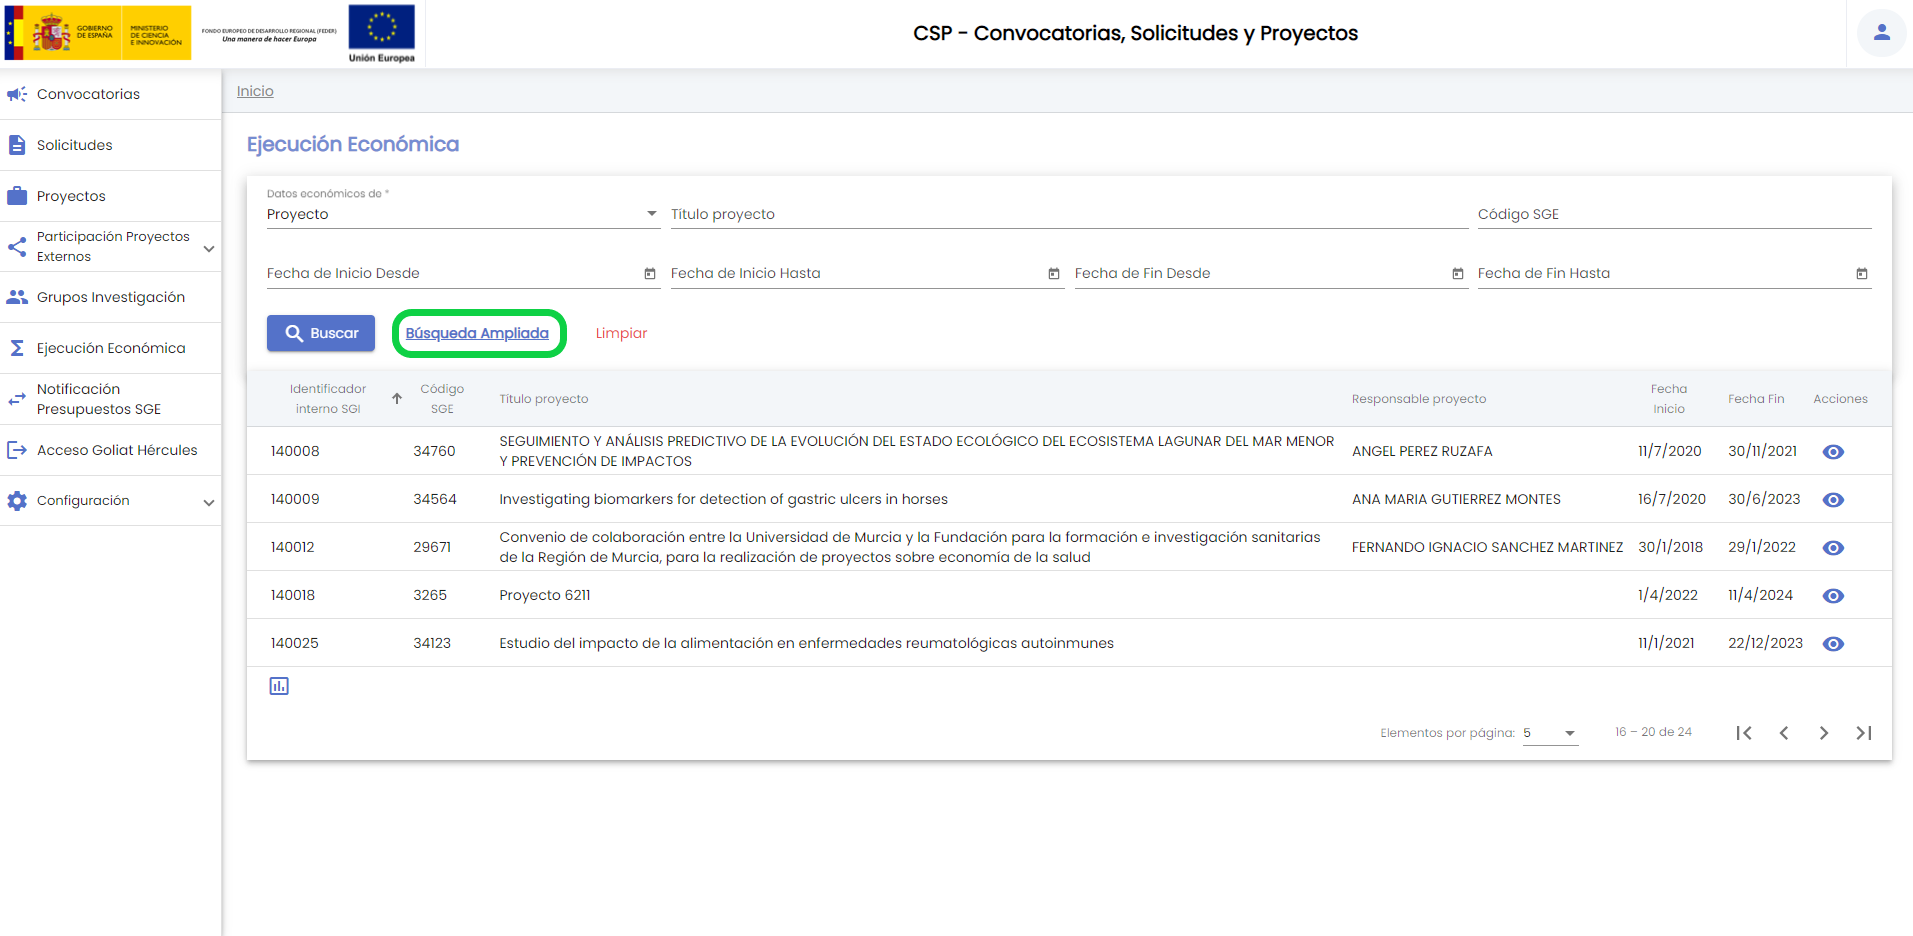 GOBIERNO
DE ESPAÑA
MINISTERIO
DE CIENCIA
E INNOVACIÓN
FONDO EUROPEO DE DESARROLLO REGIONAL (FEDER)
Una manera de hacer Europa
Unión Europea
CSP - Convocatorias, Solicitudes y Proyectos
Convocatorias
Solicitudes
Proyectos
Participación Proyectos
Externos
Grupos Investigación
Ejecución Económica
Notificación
Presupuestos SGE
Acceso Goliat Hércules
Configuración
Inicio
Ejecución Económica
Datos económicos de *
Proyecto
Título proyecto
Código SGE
Fecha de Inicio Desde
Fecha de Inicio Hasta
Fecha de Fin Desde
Fecha de Fin Hasta
Buscar
Búsqueda Ampliada
Limpiar
Identificador
interno SGI
Código
SGE
Título proyecto
Responsable proyecto
Fecha
Inicio
Fecha Fin
Acciones
140008
34760
SEGUIMIENTO Y ANÁLISIS PREDICTIVO DE LA EVOLUCIÓN DEL ESTADO ECOLÓGICO DEL ECOSISTEMA LAGUNAR DEL MAR MENOR
Y PREVENCIÓN DE IMPACTOS
ANGEL PEREZ RUZAFA
11/7/2020
30/11/2021
140009
34564
Investigating biomarkers for detection of gastric ulcers in horses
ANA MARIA GUTIERREZ MONTES
16/7/2020
30/6/2023
140012
29671
Convenio de colaboración entre la Universidad de Murcia y la Fundación para la formación e investigación sanitarias
de la Región de Murcia, para la realización de proyectos sobre economía de la salud
FERNANDO IGNACIO SANCHEZ MARTINEZ
30/1/2018
29/1/2022
140018
3265
Proyecto 6211
1/4/2022
11/4/2024
140025
34123
Estudio del impacto de la alimentación en enfermedades reumatológicas autoinmunes
11/1/2021
22/12/2023
Elementos por página: 5
16 – 20 de 24